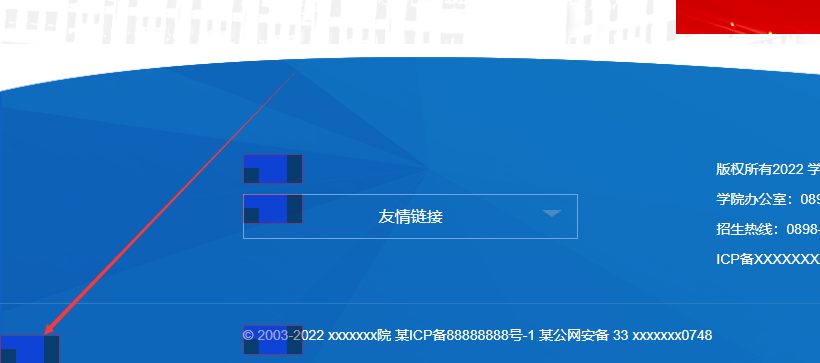 版权所有2022 学
学院办公室：089
友情链接
招生热线：0898-
ICP备XXXXXXX
© 2003-2022 xxxxxxx院 某ICP备88888888号-1 某公网安备 33 xxxxxxx0748